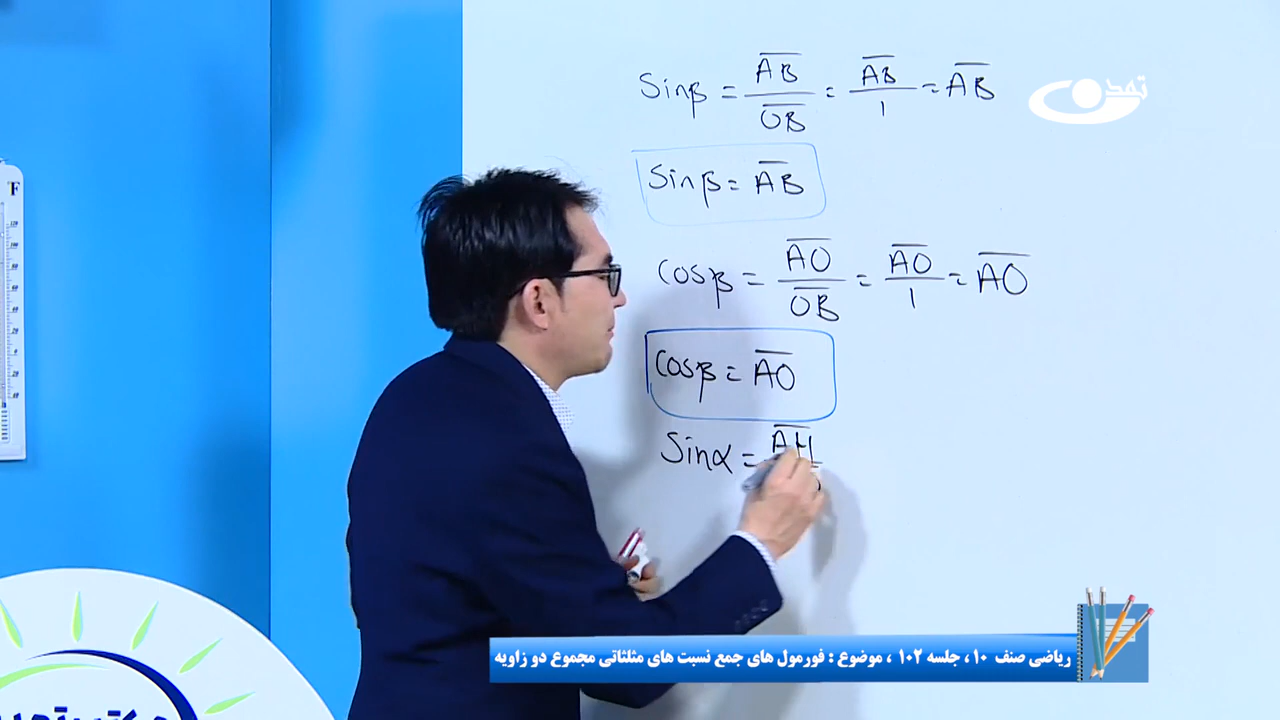 Sinβ = AB̅ / OB̅ = AB̅ / 1 = AB̅
تمدن
Sinβ = AB̅
Cosβ = AO̅ / OB̅ = AO̅ / 1 = AO̅
Cosβ = AO̅
Sinα = AH̅
°F
ریاضی صنف ۱۰ ، جلسه ۱۰۲ ، موضوع : فورمول های جمع نسبت های مثلثاتی مجموع دو زاویه